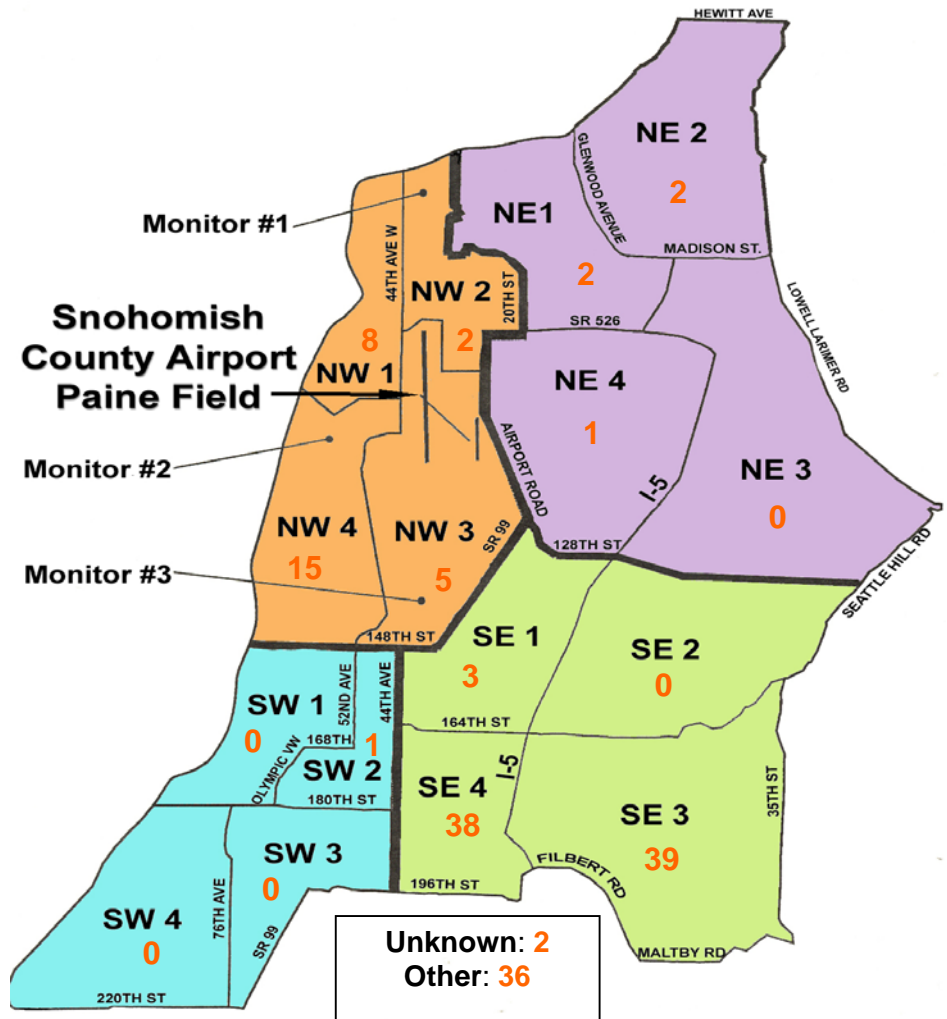 HEWITT AVE
NE 2
2
GLENWOOD AVENUE
MADISON ST.
NE1
2
SR 526
LOWELL LARIMER RD
Monitor #1
44TH AVE W
NW 2
2
20TH ST
8
NW 1
Snohomish
County Airport
Paine Field
NE 4
1
AIRPORT ROAD
I-5
NE 3
0
128TH ST
SEATTLE HILL RD
Monitor #2
NW 4
15
NW 3
5
SR 99
Monitor #3
148TH ST
SE 1
3
SE 2
0
164TH ST
SW 1
0
52ND AVE
44TH AVE
168TH
1
OLYMPIC VW
SW 2
180TH ST
I-5
SE 4
38
SE 3
39
35TH ST
FILBERT RD
196TH ST
MALTBY RD
SW 3
0
76TH AVE
SR 99
SW 4
0
220TH ST
Unknown: 2
Other: 36